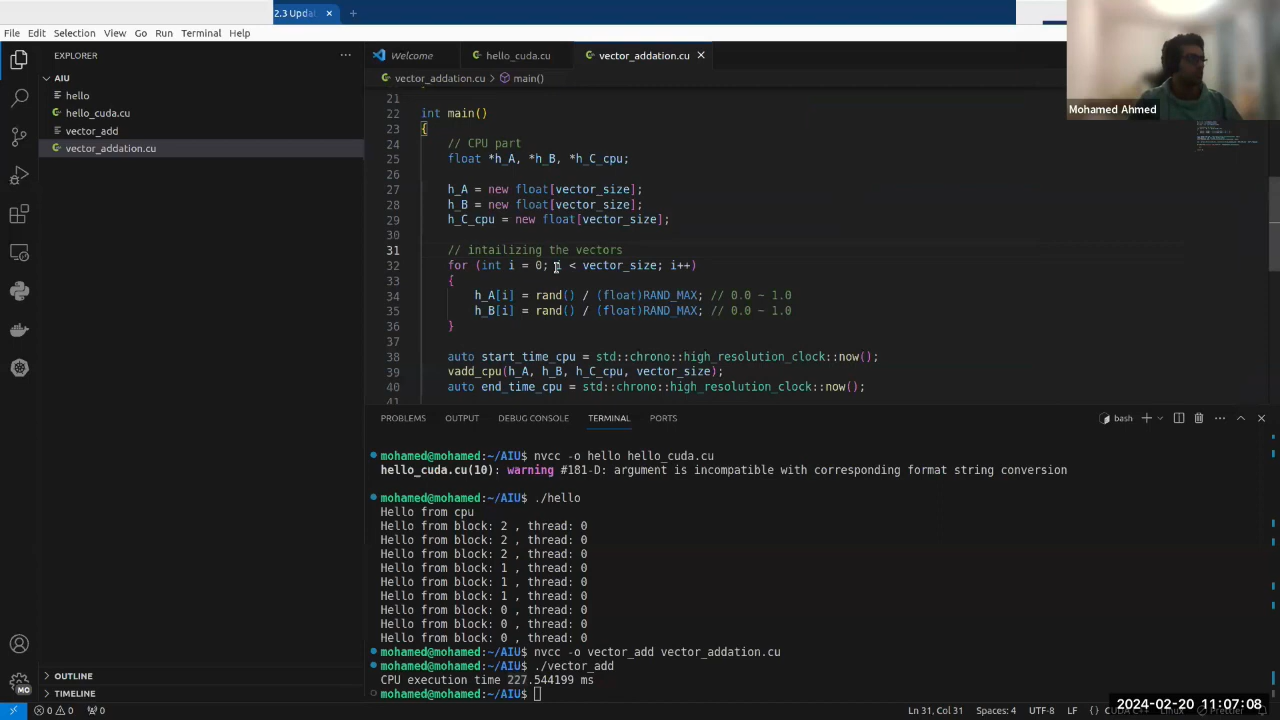 2.3 Upda
File Edit Selection View Go Run Terminal Help
EXPLORER
AIU
hello
hello_cuda.cu
vector_add
vector_addation.cu
OUTLINE
TIMELINE
Welcome hello_cuda.cu vector_addation.cu
vector_addation.cu > main()
21
22 int main()
23 {
24 // CPU part
25 float *h_A, *h_B, *h_C_cpu;
26
27 h_A = new float[vector_size];
28 h_B = new float[vector_size];
29 h_C_cpu = new float[vector_size];
30
31 // intailizing the vectors
32 for (int i = 0; i < vector_size; i++)
33 {
34 h_A[i] = rand() / (float)RAND_MAX; // 0.0 ~ 1.0
35 h_B[i] = rand() / (float)RAND_MAX; // 0.0 ~ 1.0
36 }
37
38 auto start_time_cpu = std::chrono::high_resolution_clock::now();
39 vadd_cpu(h_A, h_B, h_C_cpu, vector_size);
40 auto end_time_cpu = std::chrono::high_resolution_clock::now();
41
Mohamed Ahmed
PROBLEMS OUTPUT DEBUG CONSOLE TERMINAL PORTS
bash
mohamed@mohamed:~/AIU$ nvcc -o hello hello_cuda.cu
hello_cuda.cu(10): warning #181-D: argument is incompatible with corresponding format string conversion
mohamed@mohamed:~/AIU$ ./hello
Hello from cpu
Hello from block: 2 , thread: 0
Hello from block: 2 , thread: 0
Hello from block: 2 , thread: 0
Hello from block: 1 , thread: 0
Hello from block: 1 , thread: 0
Hello from block: 1 , thread: 0
Hello from block: 0 , thread: 0
Hello from block: 0 , thread: 0
Hello from block: 0 , thread: 0
mohamed@mohamed:~/AIU$ nvcc -o vector_add vector_addation.cu
mohamed@mohamed:~/AIU$ ./vector_add
CPU execution time 227.544199 ms
mohamed@mohamed:~/AIU$
MO
0 0 0 Ln 31, Col 31 Spaces: 4 UTF-8 LF
2024-02-20 11:07:08